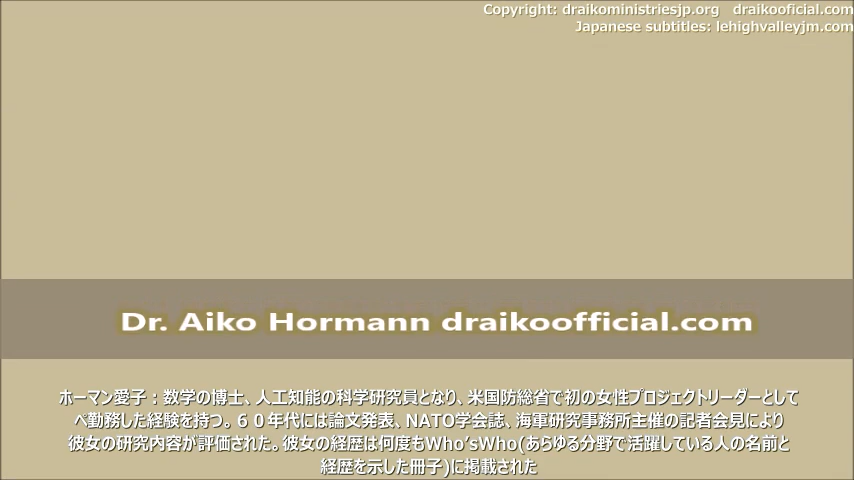 Copyright: draikoministriesjp.org draikooficial.com
Japanese subtitles: lehighvalleyjm.com
Dr. Aiko Hormann draikoofficial.com
ホーマン愛子：数学の博士、人工知能の科学研究員となり、米国防総省で初の女性プロジェクトリーダーとして
べ勤務した経験を持つ。６０年代には論文発表、NATO学会誌、海軍研究事務所主催の記者会見により
彼女の研究内容が評価された。彼女の経歴は何度もWho'sWho(あらゆる分野で活躍している人の名前と
経歴を示した冊子)に掲載された